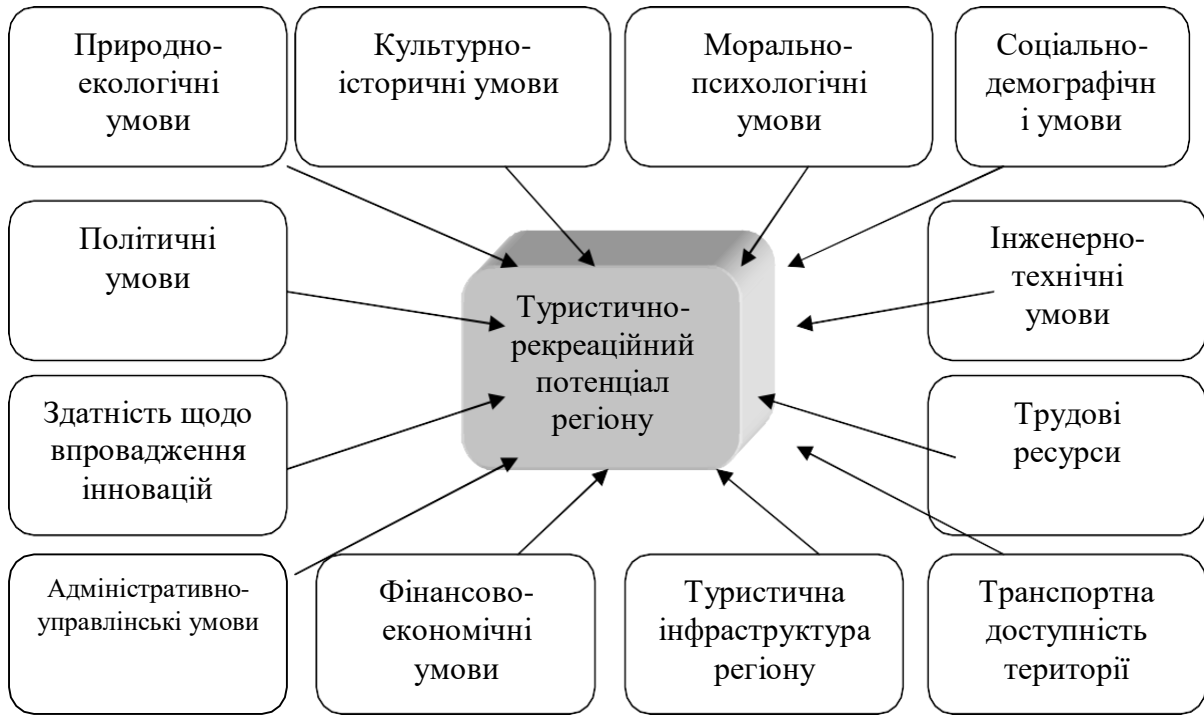 Природно-
екологічні
умови
Культурно-
історичні умови
Морально-
психологічні
умови
Соціально-
демографічн
і умови
Політичні
умови
Інженерно-
технічні
умови
Туристично-
рекреаційний
потенціал
регіону
Здатність щодо
впровадження
інновацій
Трудові
ресурси
Адміністративно-
управлінські умови
Фінансово-
економічні
умови
Туристична
інфраструктура
регіону
Транспортна
доступність
території